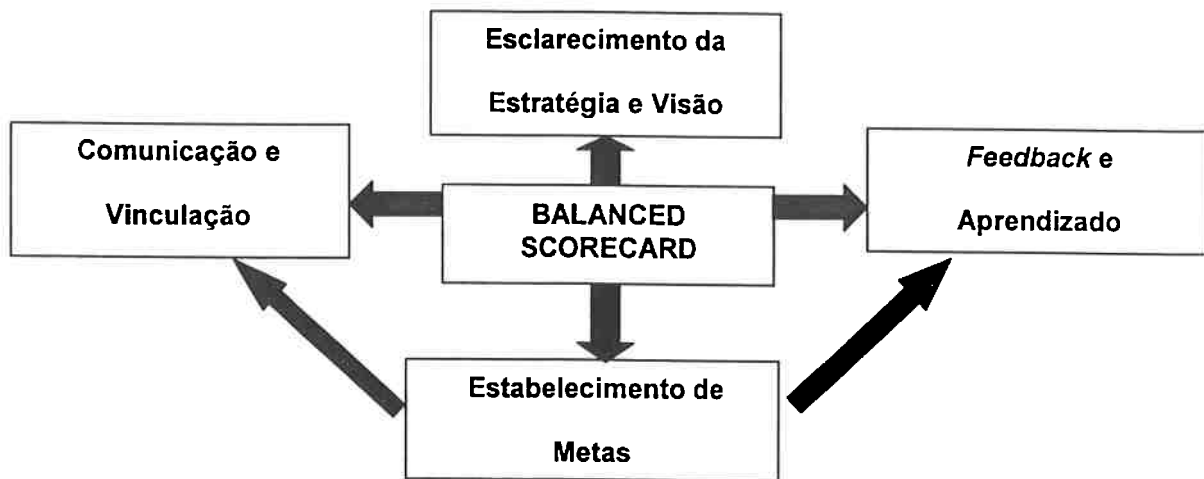 Esclarecimento da
Estratégia e Visão
Comunicação e
Vinculação
BALANCED
SCORECARD
Feedback e
Aprendizado
Estabelecimento de
Metas